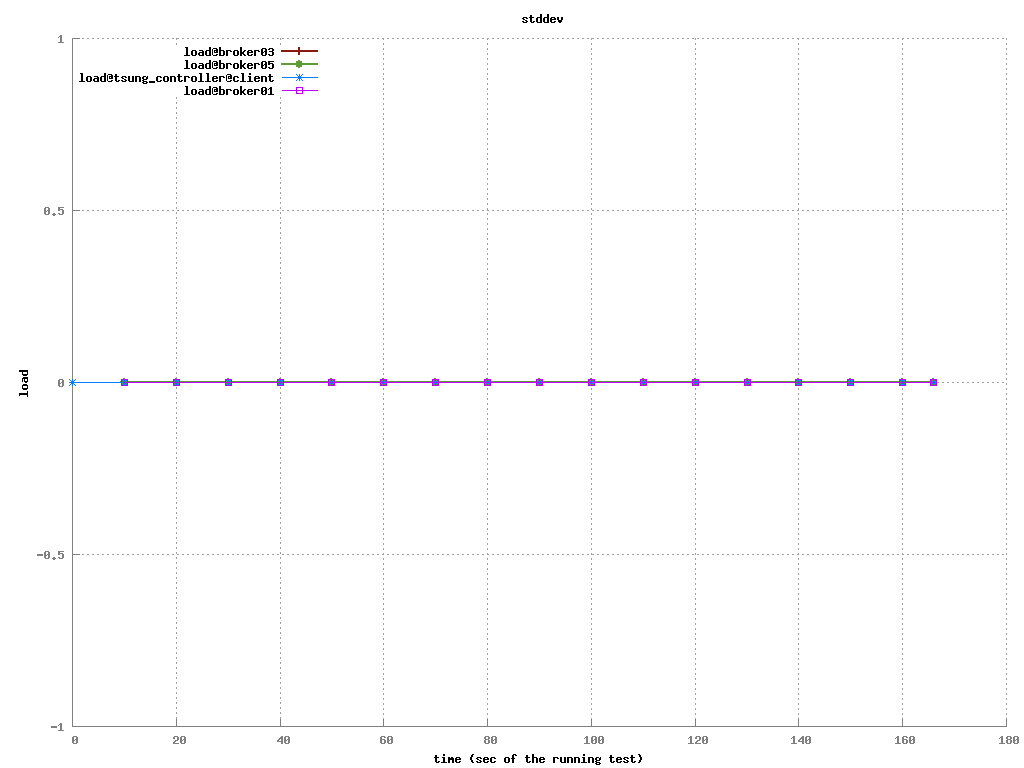 stddev
load@broker03
load@broker05
load@tsung_controller@client
load@broker01
1
0.5
0
-0.5
-1
load
0 20 40 60 80 100 120 140 160 180
time (sec of the running test)